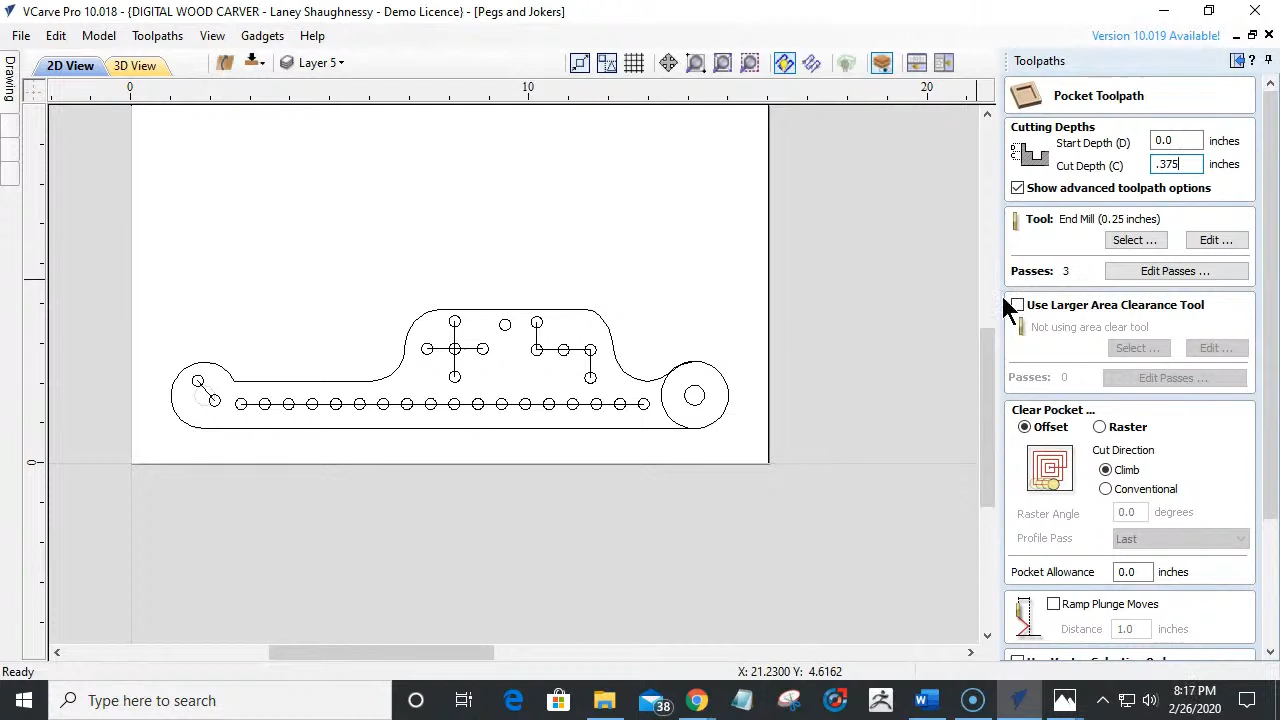 VCarve Pro 10.018 - {DIGITAL WOOD CARVER - Laney Shaughnessy - Demo Licence} - [Pegs and Jokers]
File Edit Model Toolpaths View Gadgets Help
Version 10.019 Available!
Drawing
2D View 3D View
Layer 5
Toolpaths
0 10 20
0
Pocket Toolpath
Cutting Depths
Start Depth (D) 0.0 inches
Cut Depth (C) .375 inches
Show advanced toolpath options
Tool: End Mill (0.25 inches)
Select ... Edit ...
Passes: 3 Edit Passes ...
Use Larger Area Clearance Tool
Not using area clear tool
Select ... Edit ...
Passes: 0 Edit Passes ...
Clear Pocket ...
Offset Raster
Cut Direction
Climb
Conventional
Raster Angle 0.0 degrees
Profile Pass Last
Pocket Allowance 0.0 inches
Ramp Plunge Moves
Distance 1.0 inches
Ready X: 21.2300 Y: 4.6162
Type here to search
38
8:17 PM
2/26/2020